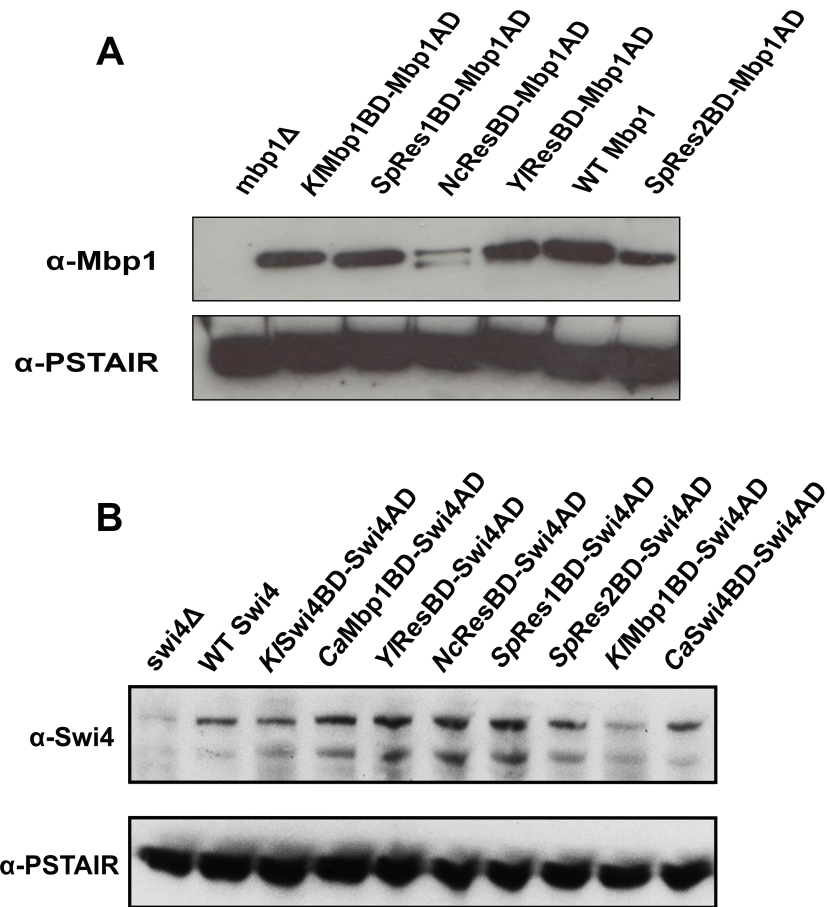 A
mbp1Δ
KlMbp1BD-Mbp1AD
SpRes1BD-Mbp1AD
NcResBD-Mbp1AD
YlResBD-Mbp1AD
WT Mbp1
SpRes2BD-Mbp1AD
α-Mbp1
α-PSTAIR
B
swi4Δ
WT Swi4
KlSwi4BD-Swi4AD
CaMbp1BD-Swi4AD
YlResBD-Swi4AD
NcResBD-Swi4AD
SpRes1BD-Swi4AD
SpRes2BD-Swi4AD
KlMbp1BD-Swi4AD
CaSwi4BD-Swi4AD
α-Swi4
α-PSTAIR